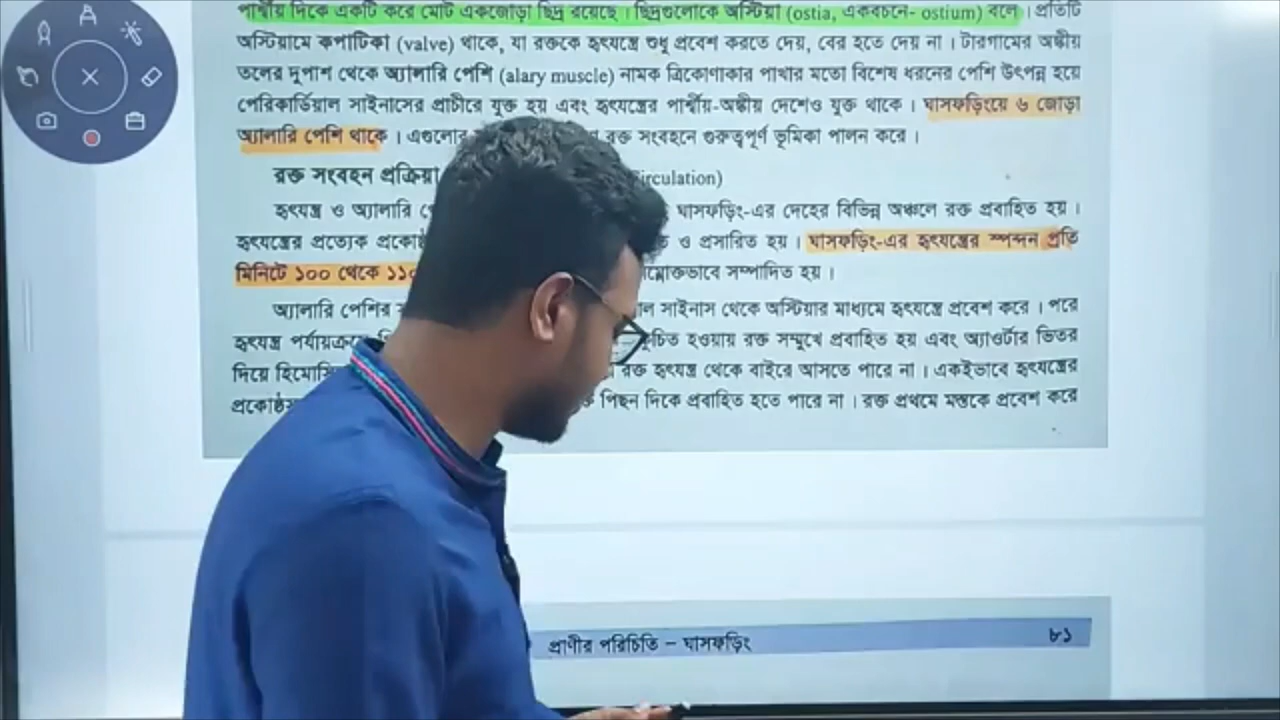 পার্শ্বীয় দিকে একটি করে মোট একজোড়া ছিদ্র রয়েছে। ছিদ্রগুলোকে অস্টিয়া (ostia, একবচনে- ostium) বলে। প্রতিটি
অস্টিয়ামে কপাটিকা (valve) থাকে, যা রক্তকে হৃৎযন্ত্রে শুধু প্রবেশ করতে দেয়, বের হতে দেয় না। টারগামের অঙ্কীয়
তলের দুপাশ থেকে অ্যালারি পেশি (alary muscle) নামক ত্রিকোণাকার পাখার মতো বিশেষ ধরনের পেশি উৎপন্ন হয়ে
পেরিকার্ডিয়াল সাইনাসের প্রাচীরে যুক্ত হয় এবং হৃৎযন্ত্রের পার্শ্বীয়-অঙ্কীয় দেশেও যুক্ত থাকে। ঘাসফড়িংয়ে ৬ জোড়া
অ্যালারি পেশি থাকে। এগুলোর রক্ত সংবহনে গুরুত্বপূর্ণ ভূমিকা পালন করে।
রক্ত সংবহন প্রক্রিয়া
হৃৎযন্ত্র ও অ্যালারি ঘাসফড়িং-এর দেহের বিভিন্ন অঞ্চলে রক্ত প্রবাহিত হয়।
হৃৎযন্ত্রের প্রত্যেক ও প্রসারিত হয়। ঘাসফড়িং-এর হৃৎযন্ত্রের স্পন্দন প্রতি
মিনিটে ১০০ থেকে সম্পাদিত হয়।
অ্যালারি পেশির সাইনাস থেকে অস্টিয়ার মাধ্যমে হৃৎযন্ত্রে প্রবেশ করে। পরে
হৃৎযন্ত্র হওয়ায় রক্ত সম্মুখে প্রবাহিত হয় এবং অ্যাওর্টার ভিতর
দিয়ে রক্ত হৃৎযন্ত্র থেকে বাইরে আসতে পারে না। একইভাবে হৃৎযন্ত্রের
পিছন দিকে প্রবাহিত হতে পারে না। রক্ত প্রথমে মস্তকে প্রবেশ করে
প্রাণীর পরিচিতি – ঘাসফড়িং ৮১